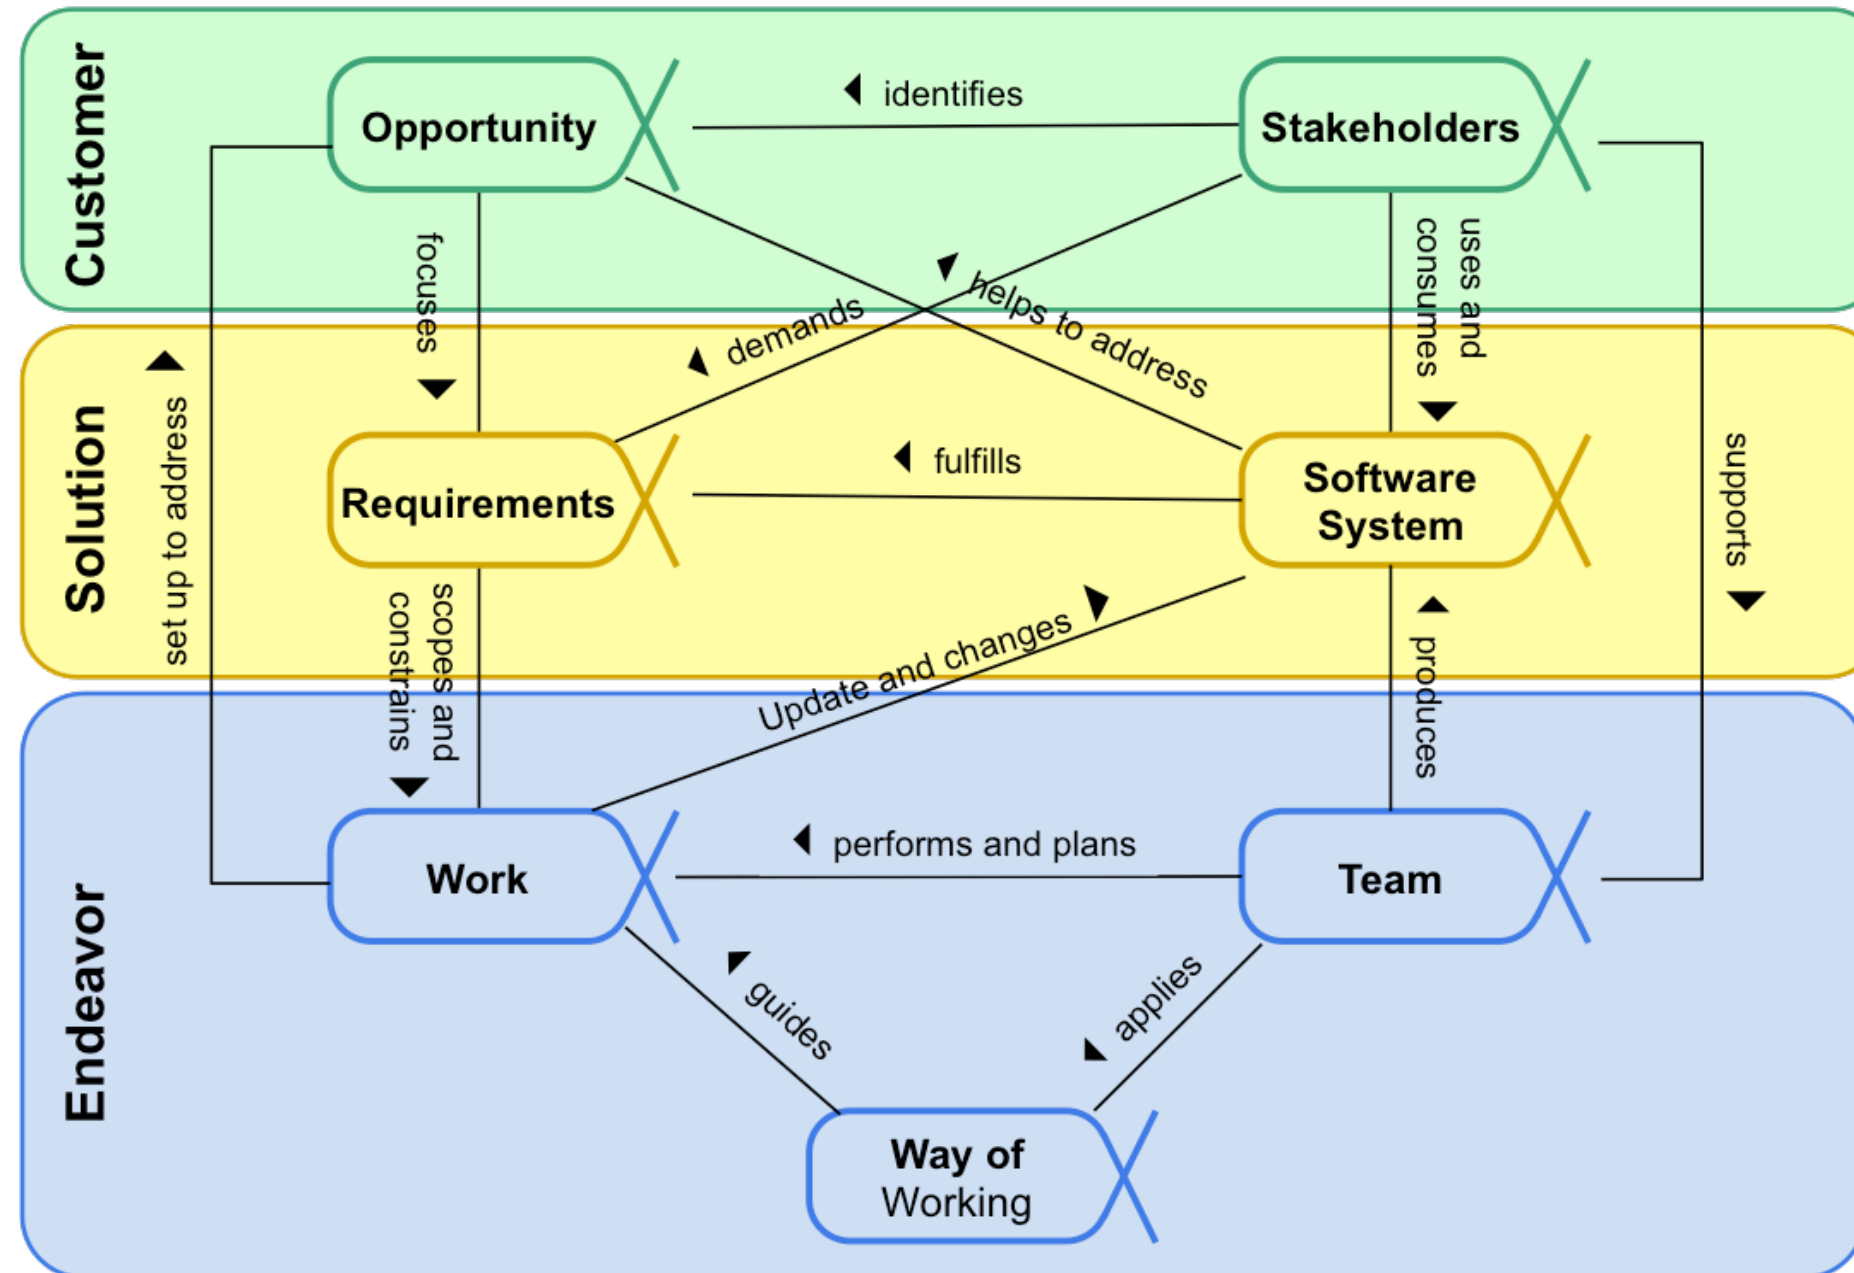 Customer
Opportunity
identifies
Stakeholders
focuses
demands
helps to address
uses and
consumes
Solution
set up to address
Requirements
fulfills
Software
System
supports
scopes and
constrains
Update and changes
produces
Endeavor
Work
performs and plans
Team
guides
applies
Way of
Working